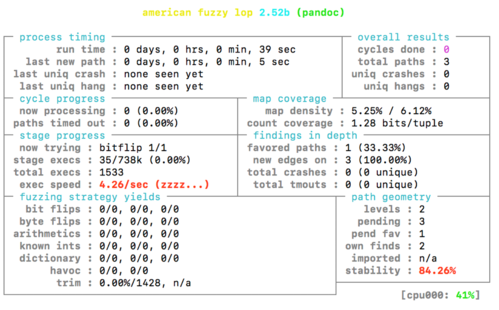 american fuzzy lop 2.52b (pandoc)
process timing
overall results
run time : 0 days, 0 hrs, 0 min, 39 sec
cycles done : 0
last new path : 0 days, 0 hrs, 0 min, 5 sec
total paths : 3
last uniq crash : none seen yet
uniq crashes : 0
last uniq hang : none seen yet
uniq hangs : 0
cycle progress
map coverage
now processing : 0 (0.00%)
map density : 5.25% / 6.12%
paths timed out : 0 (0.00%)
count coverage : 1.28 bits/tuple
stage progress
findings in depth
now trying : bitflip 1/1
favored paths : 1 (33.33%)
stage execs : 35/738k (0.00%)
new edges on : 3 (100.00%)
total execs : 1533
total crashes : 0 (0 unique)
exec speed : 4.26/sec (zzzz...)
total tmouts : 0 (0 unique)
fuzzing strategy yields
path geometry
bit flips : 0/0, 0/0, 0/0
levels : 2
byte flips : 0/0, 0/0, 0/0
pending : 3
arithmetics : 0/0, 0/0, 0/0
pend fav : 1
known ints : 0/0, 0/0, 0/0
own finds : 2
dictionary : 0/0, 0/0, 0/0
imported : n/a
havoc : 0/0, 0/0
stability : 84.26%
trim : 0.00%/1428, n/a
[cpu000: 41%]